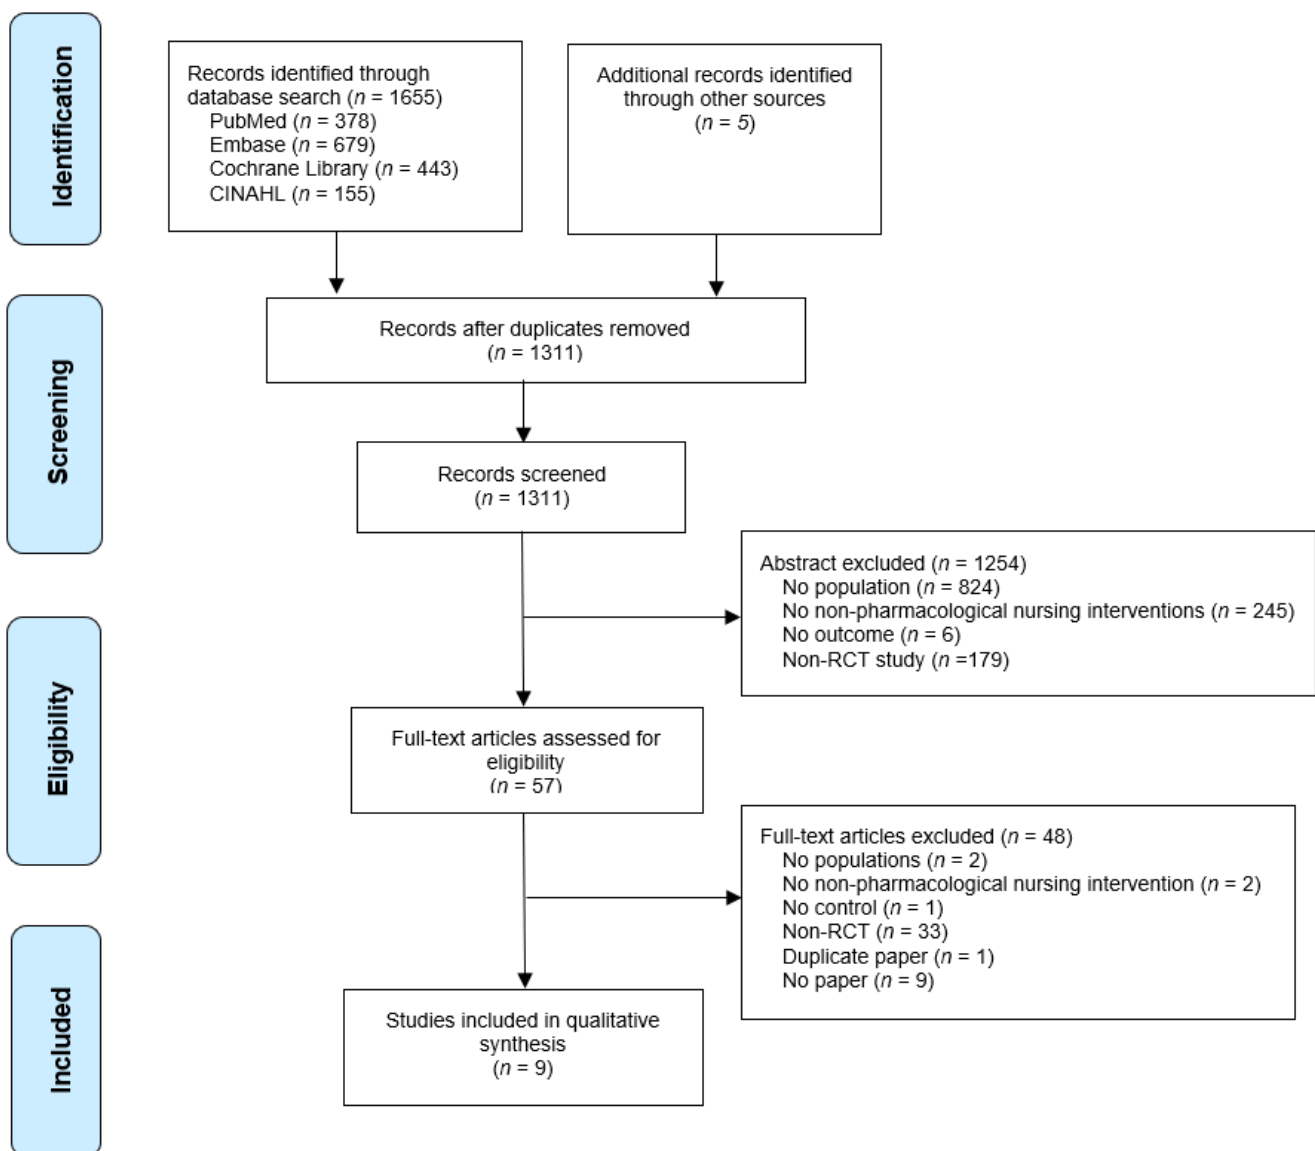 Identification
Records identified through
database search (n = 1655)
PubMed (n = 378)
Embase (n = 679)
Cochrane Library (n = 443)
CINAHL (n = 155)
Additional records identified
through other sources
(n = 5)
Screening
Records after duplicates removed
(n = 1311)
Records screened
(n = 1311)
Abstract excluded (n = 1254)
No population (n = 824)
No non-pharmacological nursing interventions (n = 245)
No outcome (n = 6)
Non-RCT study (n =179)
Eligibility
Full-text articles assessed for
eligibility
(n = 57)
Full-text articles excluded (n = 48)
No populations (n = 2)
No non-pharmacological nursing intervention (n = 2)
No control (n = 1)
Non-RCT (n = 33)
Duplicate paper (n = 1)
No paper (n = 9)
Included
Studies included in qualitative
synthesis
(n = 9)